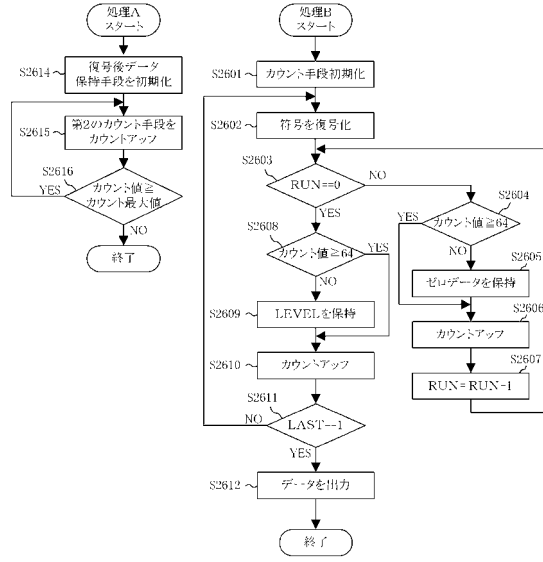 処理A
スタート
S2614
復号後データ
保持手段を初期化
S2615
第2のカウント手段を
カウントアップ
S2616
YES
カウント値≧
カウント最大値
NO
終了
処理B
スタート
S2601
カウント手段初期化
S2602
符号を復号化
S2603
RUN==0
NO
YES
S2604
YES
カウント値≧64
NO
S2605
ゼロデータを保持
S2606
カウントアップ
S2607
RUN=RUN-1
S2608
カウント値≧64
YES
NO
S2609
LEVELを保持
S2610
カウントアップ
S2611
NO
LAST==1
YES
S2612
データを出力
終了